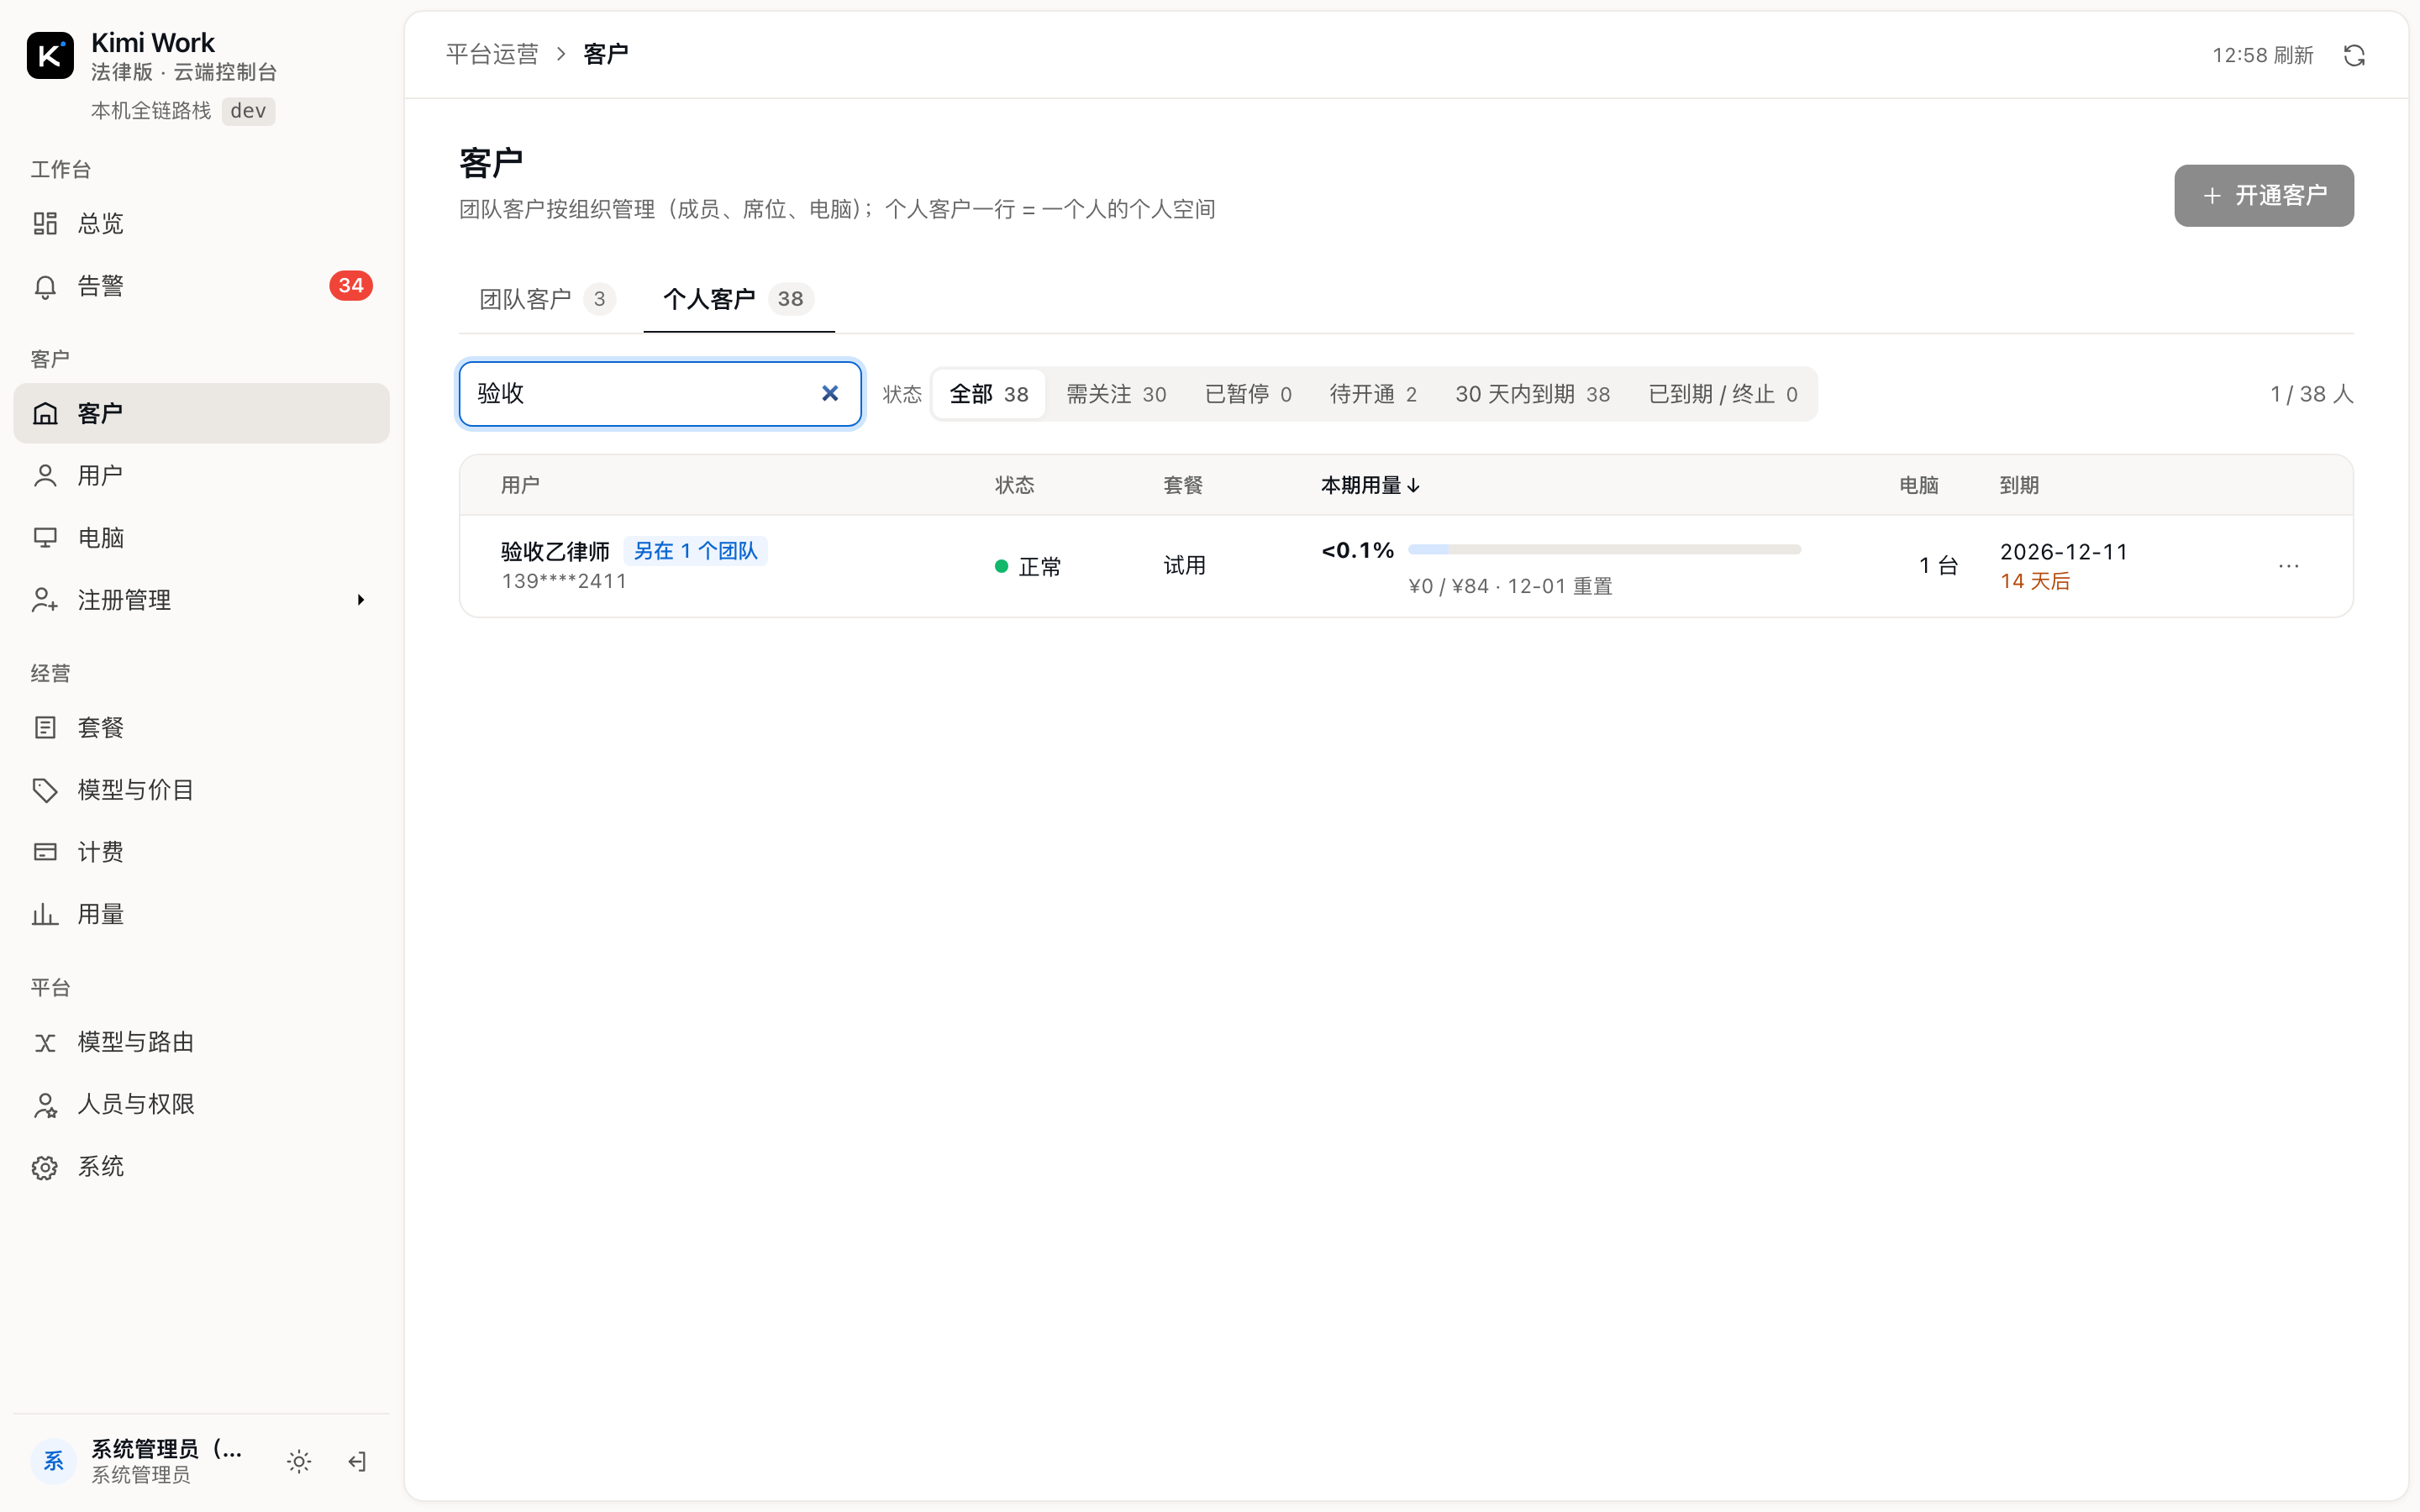 Kimi Work
法律版 · 云端控制台
本机全链路栈 dev
工作台
总览
告警 34
客户
客户
用户
电脑
注册管理
经营
套餐
模型与价目
计费
用量
平台
模型与路由
人员与权限
系统
系
系统管理员（...
系统管理员
平台运营 > 客户
12:58 刷新
客户
团队客户按组织管理（成员、席位、电脑）；个人客户一行 = 一个人的个人空间
+ 开通客户
团队客户 3 个人客户 38
验收 状态 全部 38 需关注 30 已暂停 0 待开通 2 30 天内到期 38 已到期 / 终止 0 1 / 38 人
用户 状态 套餐 本期用量↓ 电脑 到期
验收乙律师 另在 1 个团队
139****2411
正常 试用 <0.1%
¥0 / ¥84 · 12-01 重置
1 台
2026-12-11
14 天后
...